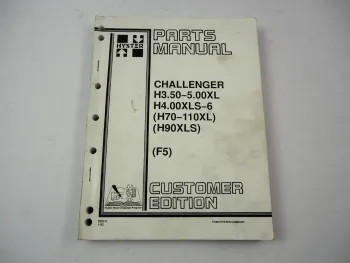 PARTS
MANUAL
HYSTER
CHALLENGER
H3.50-5.00XL
H4.00XLS-6
(H70-110XL)
(H90XLS)
(F5)
CUSTOMER
EDITION